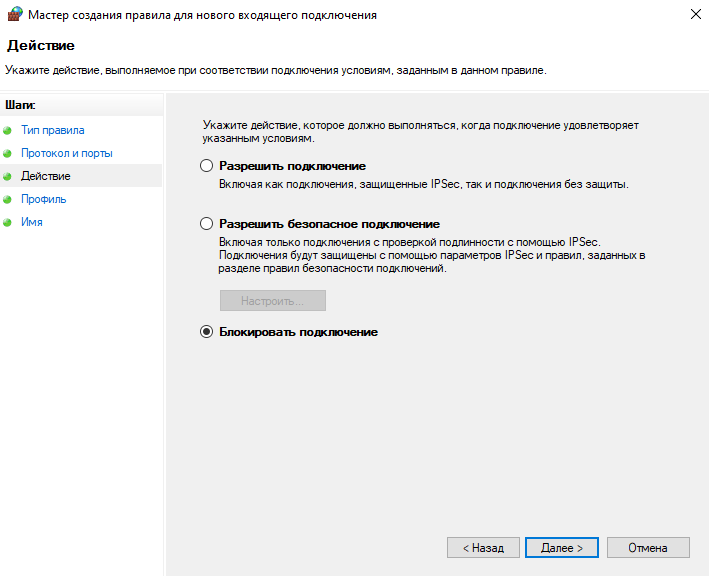 Мастер создания правила для нового входящего подключения
Действие
Укажите действие, выполняемое при соответствии подключения условиям, заданным в данном правиле.
Шаги:
Тип правила
Протокол и порты
Действие
Профиль
Имя
Укажите действие, которое должно выполняться, когда подключение удовлетворяет
указанным условиям.
Разрешить подключение
Включая как подключения, защищенные IPSec, так и подключения без защиты.
Разрешить безопасное подключение
Включая только подключения с проверкой подлинности с помощью IPSec.
Подключения будут защищены с помощью параметров IPSec и правил, заданных в
разделе правил безопасности подключений.
Настроить...
Блокировать подключение
< Назад
Далее >
Отмена